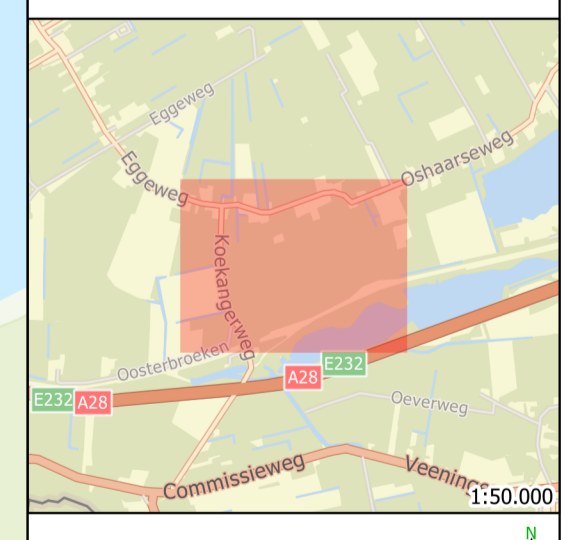 Eggeweg
Oshaarseweg
Eggeweg
Koekangerweg
Oosterbroeken
E232
A28
A28
E232
Oeverweg
Commissieweg
1:50.000
N